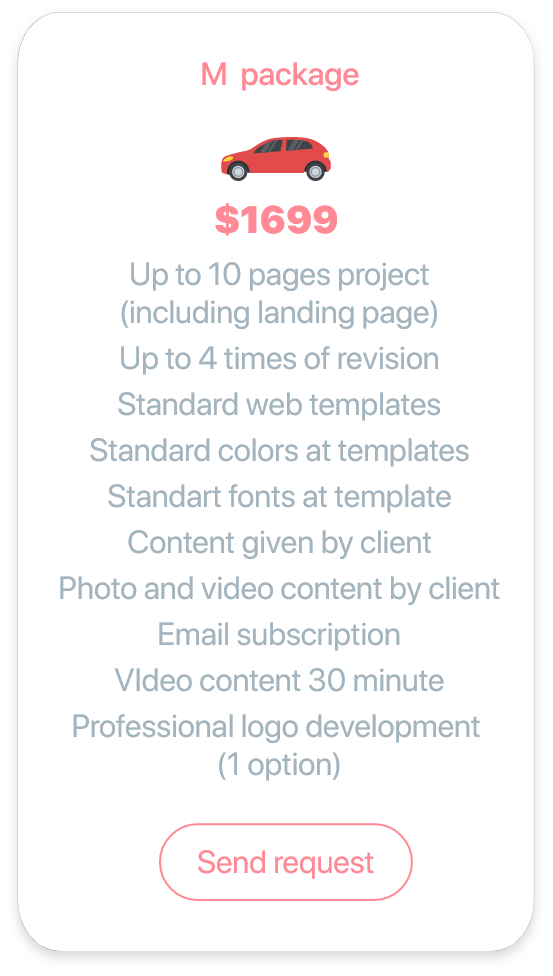 M package
$1699
Up to 10 pages project
(including landing page)
Up to 4 times of revision
Standard web templates
Standard colors at templates
Standart fonts at template
Content given by client
Photo and video content by client
Email subscription
VIdeo content 30 minute
Professional logo development
(1 option)
Send request